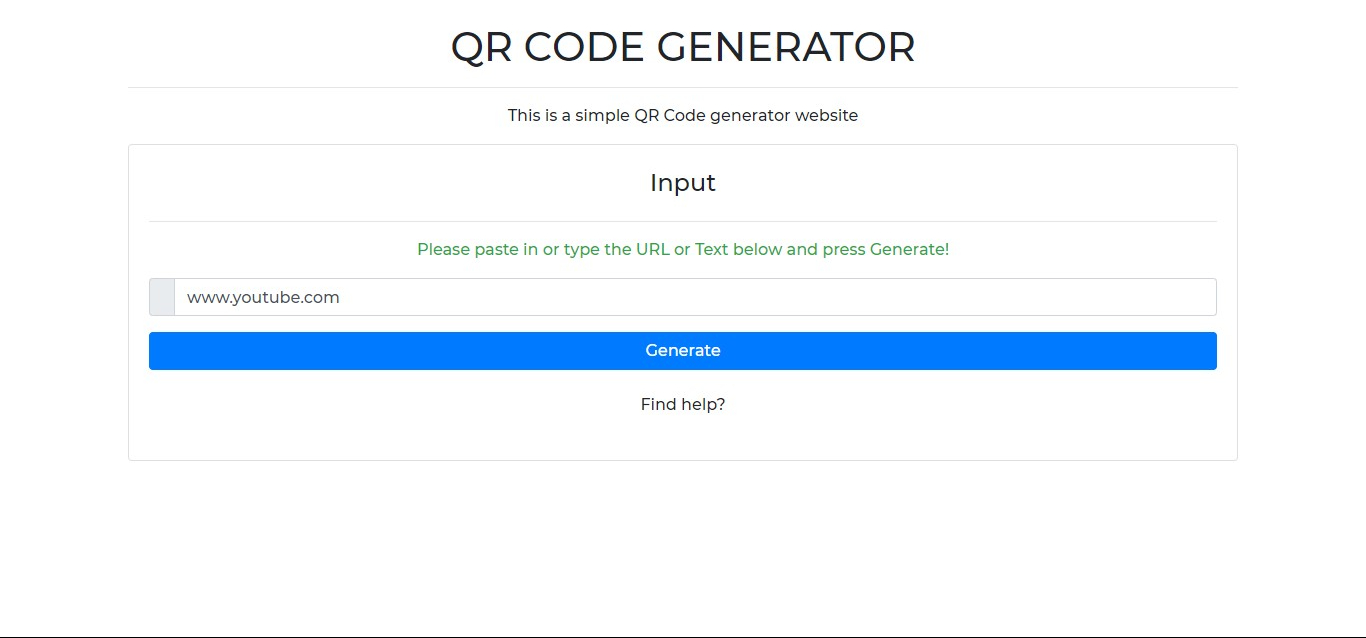 QR CODE GENERATOR
This is a simple QR Code generator website
Input
Please paste in or type the URL or Text below and press Generate!
www.youtube.com
Generate
Find help?